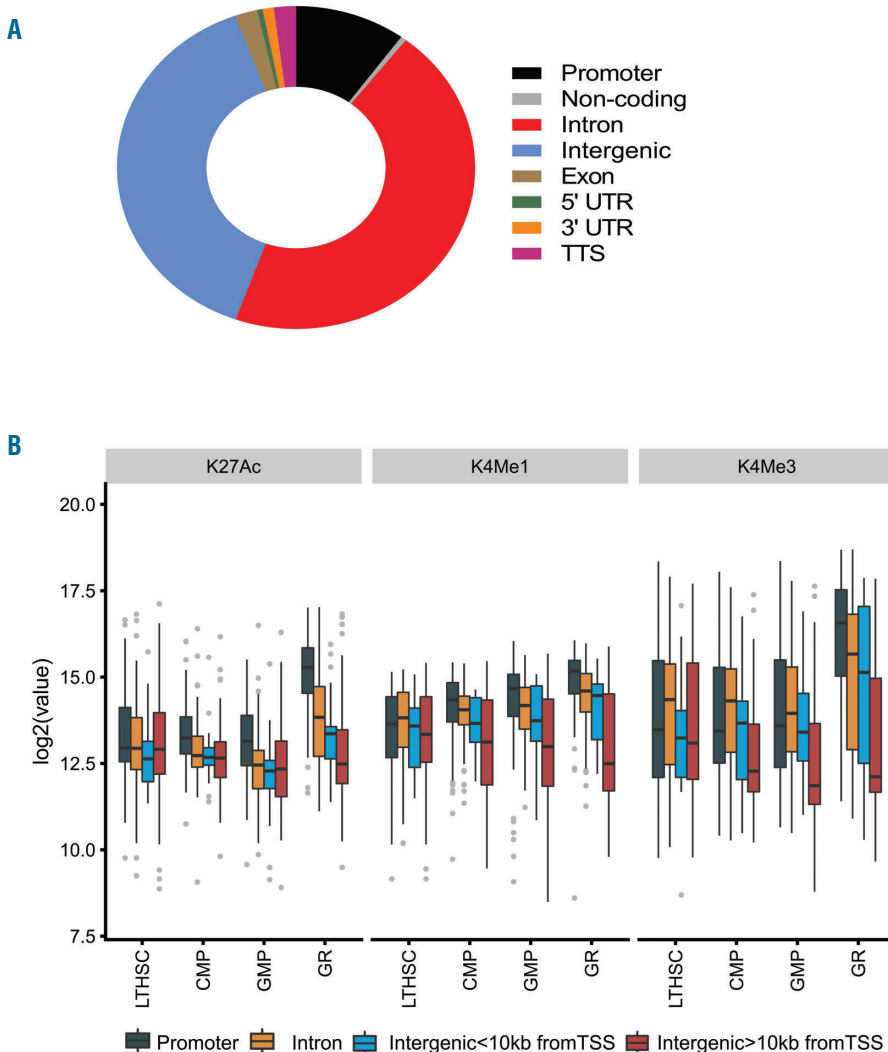 A
Promoter
Non-coding
Intron
Intergenic
Exon
5' UTR
3' UTR
TTS
B
K27Ac K4Me1 K4Me3
log2(value)
20.0
17.5
15.0
12.5
10.0
7.5
LTHSC CMP GMP GR LTHSC CMP GMP GR LTHSC CMP GMP GR
Promoter Intron Intergenic<10kb fromTSS Intergenic>10kb fromTSS